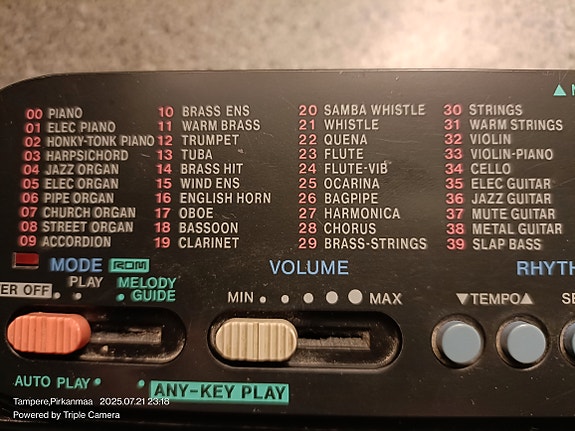 ▲M
00 PIANO 10 BRASS ENS 20 SAMBA WHISTLE 30 STRINGS
01 ELEC PIANO 11 WARM BRASS 21 WHISTLE 31 WARM STRINGS
02 HONKY-TONK PIANO 12 TRUMPET 22 QUENA 32 VIOLIN
03 HARPSICHORD 13 TUBA 23 FLUTE 33 VIOLIN-PIANO
04 JAZZ ORGAN 14 BRASS HIT 24 FLUTE-VIB 34 CELLO
05 ELEC ORGAN 15 WIND ENS 25 OCARINA 35 ELEC GUITAR
06 PIPE ORGAN 16 ENGLISH HORN 26 BAGPIPE 36 JAZZ GUITAR
07 CHURCH ORGAN 17 OBOE 27 HARMONICA 37 MUTE GUITAR
08 STREET ORGAN 18 BASSOON 28 CHORUS 38 METAL GUITAR
09 ACCORDION 19 CLARINET 29 BRASS-STRINGS 39 SLAP BASS
MODE ROM VOLUME RHYTH
ER OFF PLAY MELODY GUIDE MIN MAX ▼TEMPO▲ SE
AUTO PLAY ANY-KEY PLAY
Tampere,Pirkanmaa 2025.07.21 23:18
Powered by Triple Camera